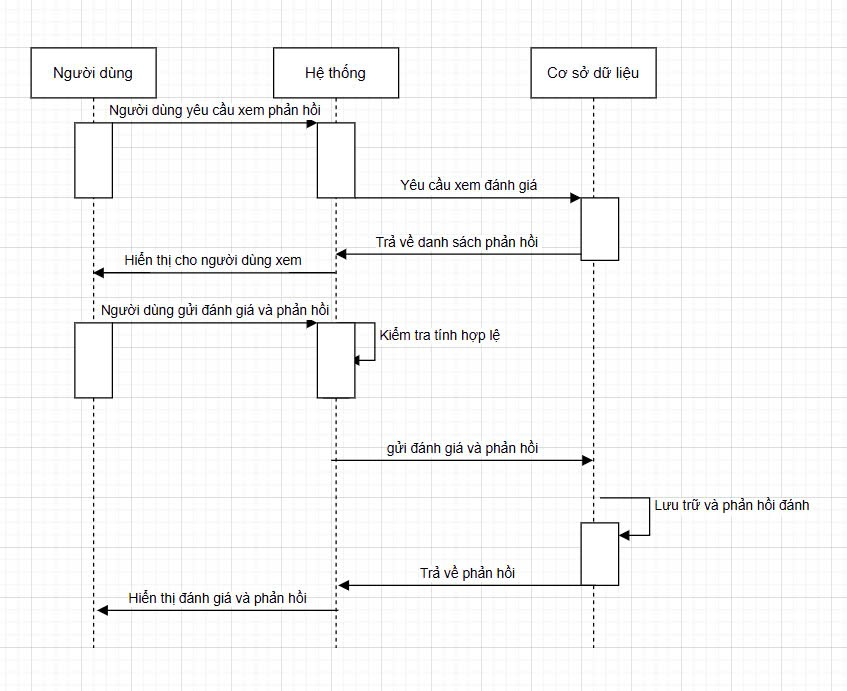 Người dùng
Hệ thống
Cơ sở dữ liệu
Người dùng yêu cầu xem phản hồi
Yêu cầu xem đánh giá
Trả về danh sách phản hồi
Hiển thị cho người dùng xem
Người dùng gửi đánh giá và phản hồi
Kiểm tra tính hợp lệ
gửi đánh giá và phản hồi
Lưu trữ và phản hồi đánh
Trả về phản hồi
Hiển thị đánh giá và phản hồi